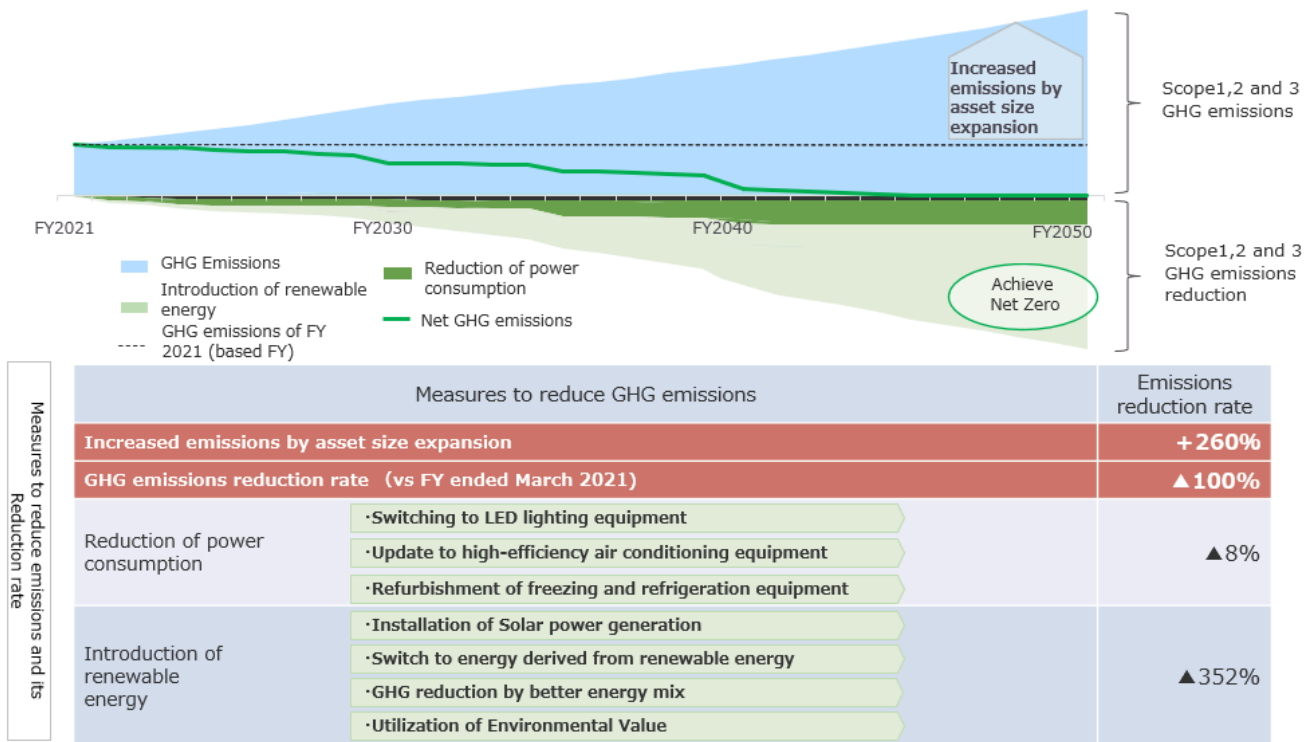 Increased
emissions by
asset size
expansion
Scope1,2 and 3
GHG emissions
FY2021
FY2030
FY2040
FY2050
GHG Emissions
Introduction of renewable
energy
GHG emissions of FY
2021 (based FY)
Reduction of power
consumption
Net GHG emissions
Achieve
Net Zero
Scope1,2 and 3
GHG emissions
reduction
Measures to reduce emissions and its
Reduction rate
Measures to reduce GHG emissions
Emissions
reduction rate
Increased emissions by asset size expansion
+260%
GHG emissions reduction rate （vs FY ended March 2021)
▲100%
Reduction of power
consumption
·Switching to LED lighting equipment
·Update to high-efficiency air conditioning equipment
·Refurbishment of freezing and refrigeration equipment
▲8%
Introduction of
renewable
energy
·Installation of Solar power generation
·Switch to energy derived from renewable energy
·GHG reduction by better energy mix
·Utilization of Environmental Value
▲352%